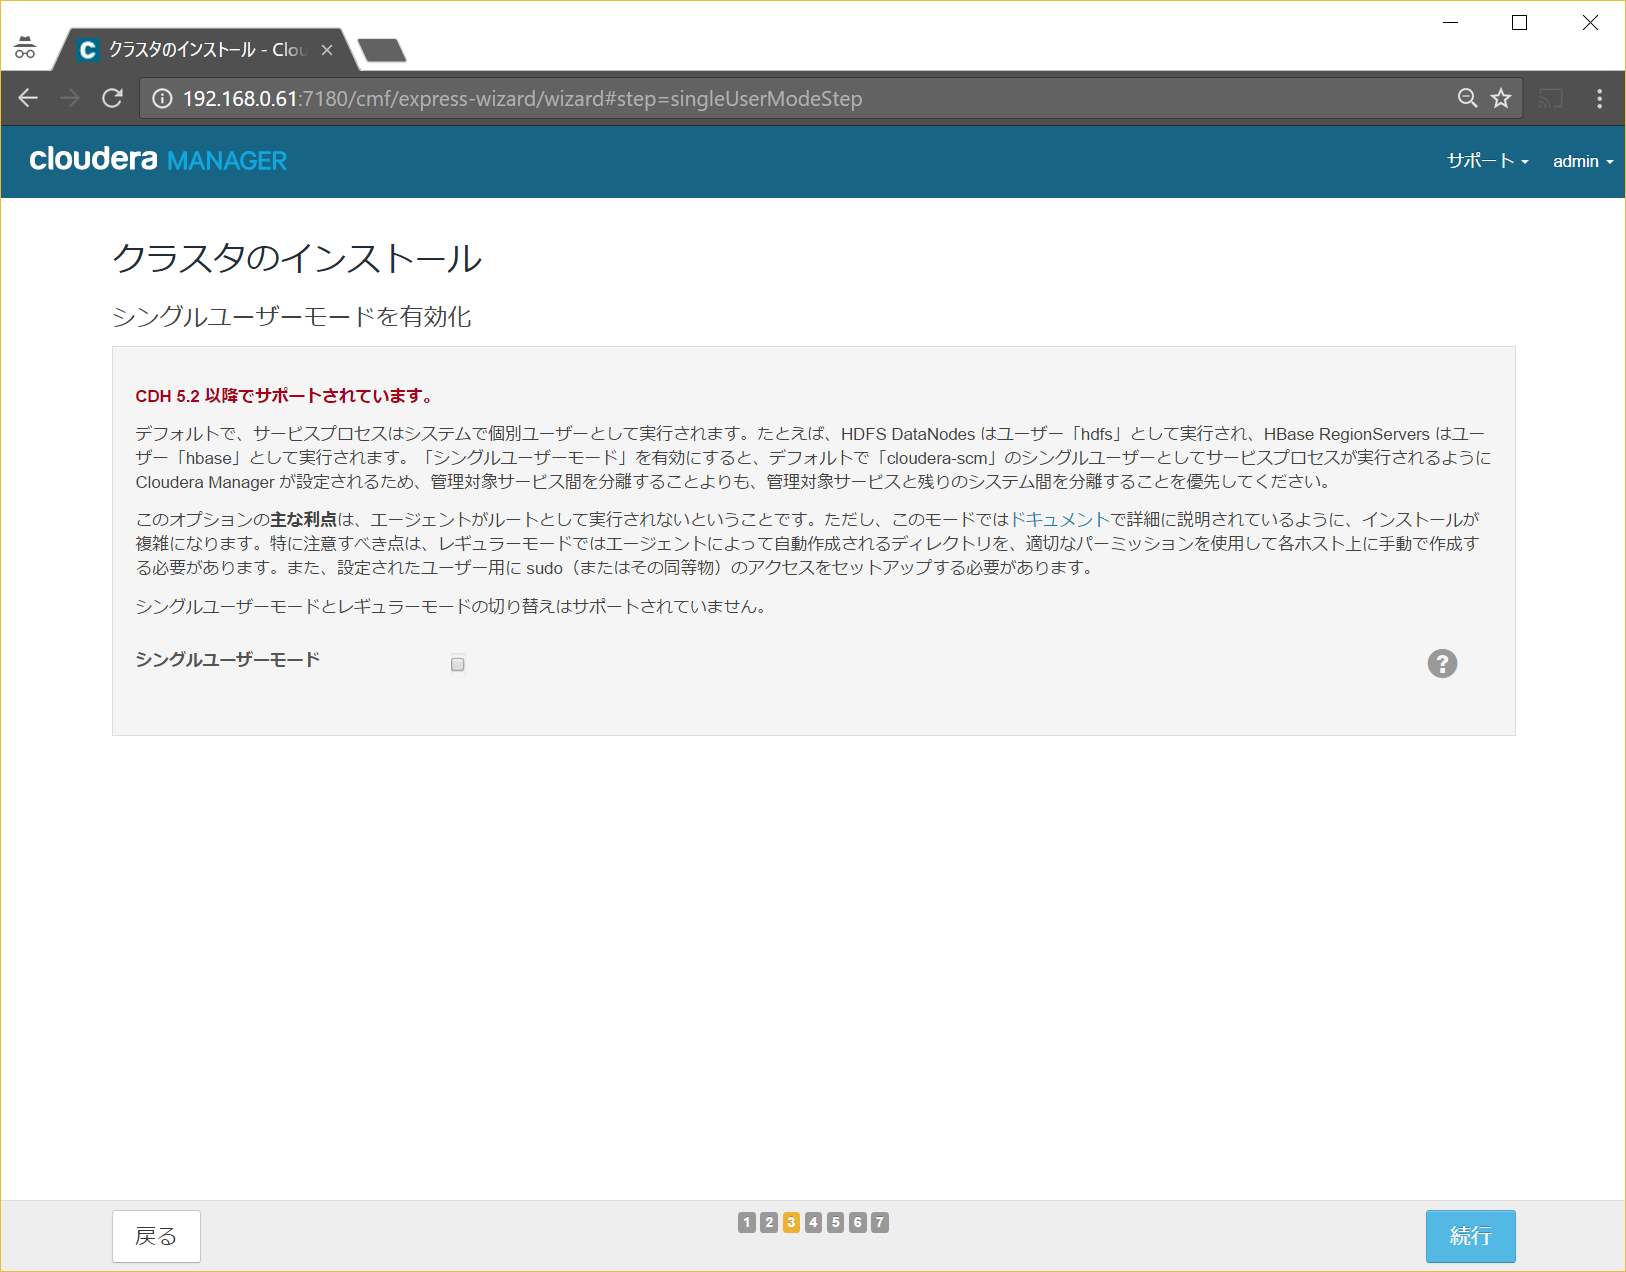 クラスタのインストール - Clou
192.168.0.61:7180/cmf/express-wizard/wizard#step=singleUserModeStep
cloudera MANAGER
サポート
admin
クラスタのインストール
シングルユーザーモードを有効化
CDH 5.2 以降でサポートされています。
デフォルトで、サービスプロセスはシステムで個別ユーザーとして実行されます。たとえば、HDFS DataNodes はユーザー「hdfs」として実行され、HBase RegionServers はユー
ザー「hbase」として実行されます。「シングルユーザーモード」を有効にすると、デフォルトで「cloudera-scm」のシングルユーザーとしてサービスプロセスが実行されるように
Cloudera Manager が設定されるため、管理対象サービス間を分離することよりも、管理対象サービスと残りのシステム間を分離することを優先してください。
このオプションの主な利点は、エージェントがルートとして実行されないということです。ただし、このモードではドキュメントで詳細に説明されているように、インストールが
複雑になります。特に注意すべき点は、レギュラーモードではエージェントによって自動作成されるディレクトリを、適切なパーミッションを使用して各ホスト上に手動で作成す
る必要があります。また、設定されたユーザー用に sudo（またはその同等物）のアクセスをセットアップする必要があります。
シングルユーザーモードとレギュラーモードの切り替えはサポートされていません。
シングルユーザーモード
?
戻る
1 2 3 4 5 6 7
続行